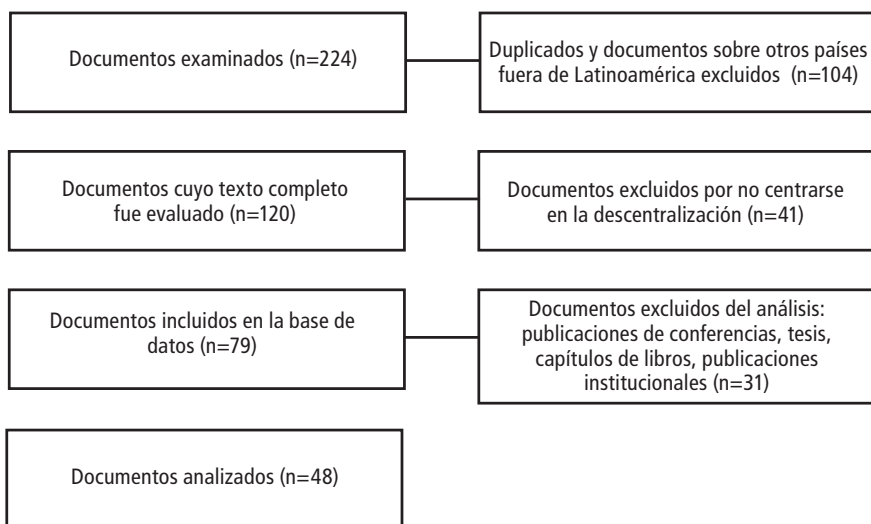 Documentos examinados (n=224)
Duplicados y documentos sobre otros países
fuera de Latinoamérica excluidos (n=104)
Documentos cuyo texto completo
fue evaluado (n=120)
Documentos excluidos por no centrarse
en la descentralización (n=41)
Documentos incluidos en la base de
datos (n=79)
Documentos excluidos del análisis:
publicaciones de conferencias, tesis,
capítulos de libros, publicaciones
institucionales (n=31)
Documentos analizados (n=48)